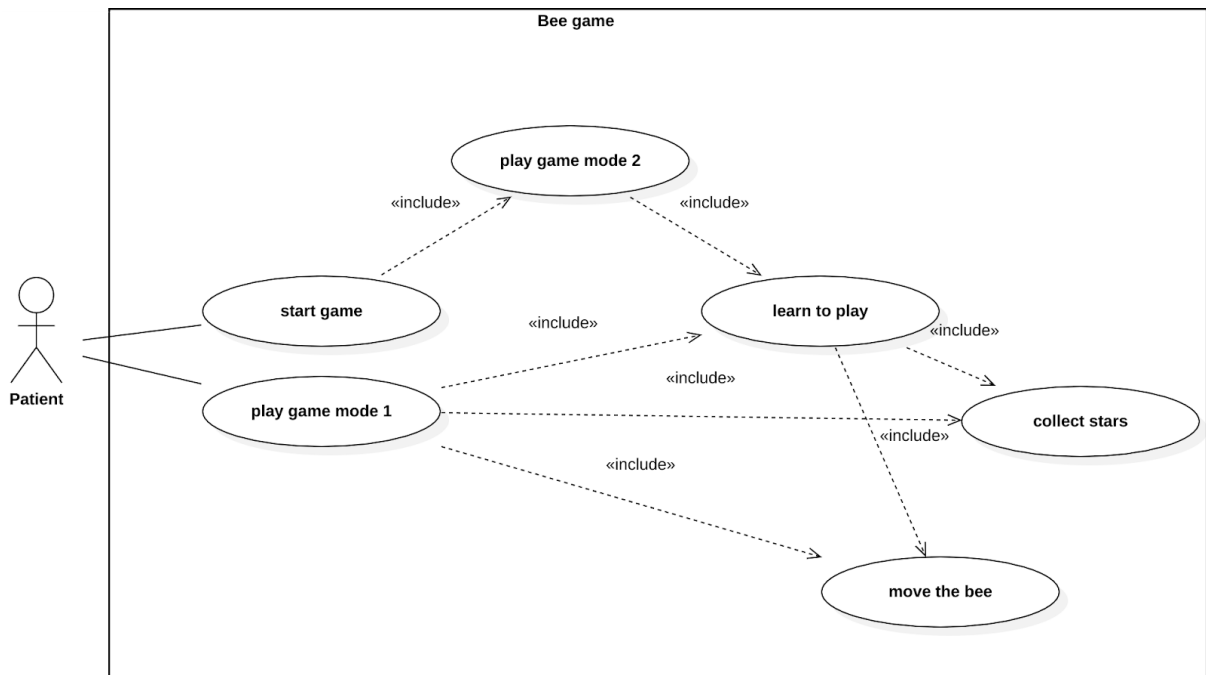 Bee game
play game mode 2
«include»
«include»
start game
learn to play
«include»
«include»
Patient
play game mode 1
«include»
collect stars
«include»
«include»
move the bee